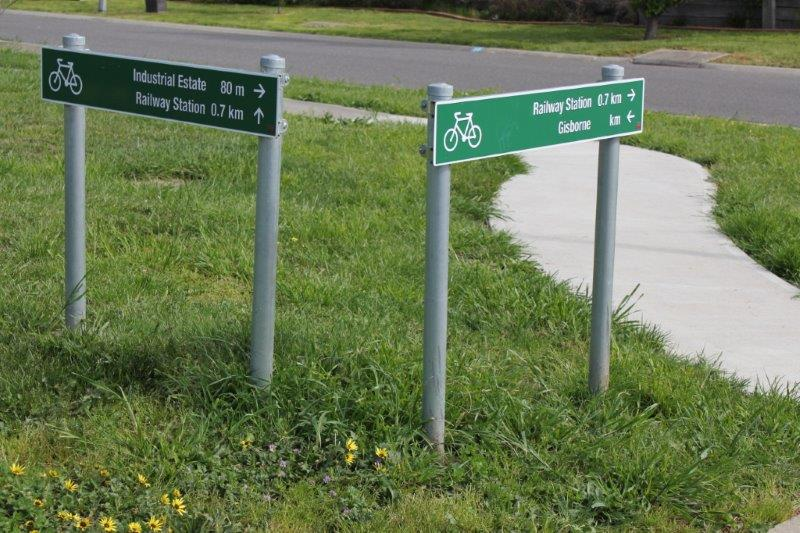 Industrial Estate 80 m →
Railway Station 0.7 km ↑
Railway Station 0.7 km →
Gisborne km ←